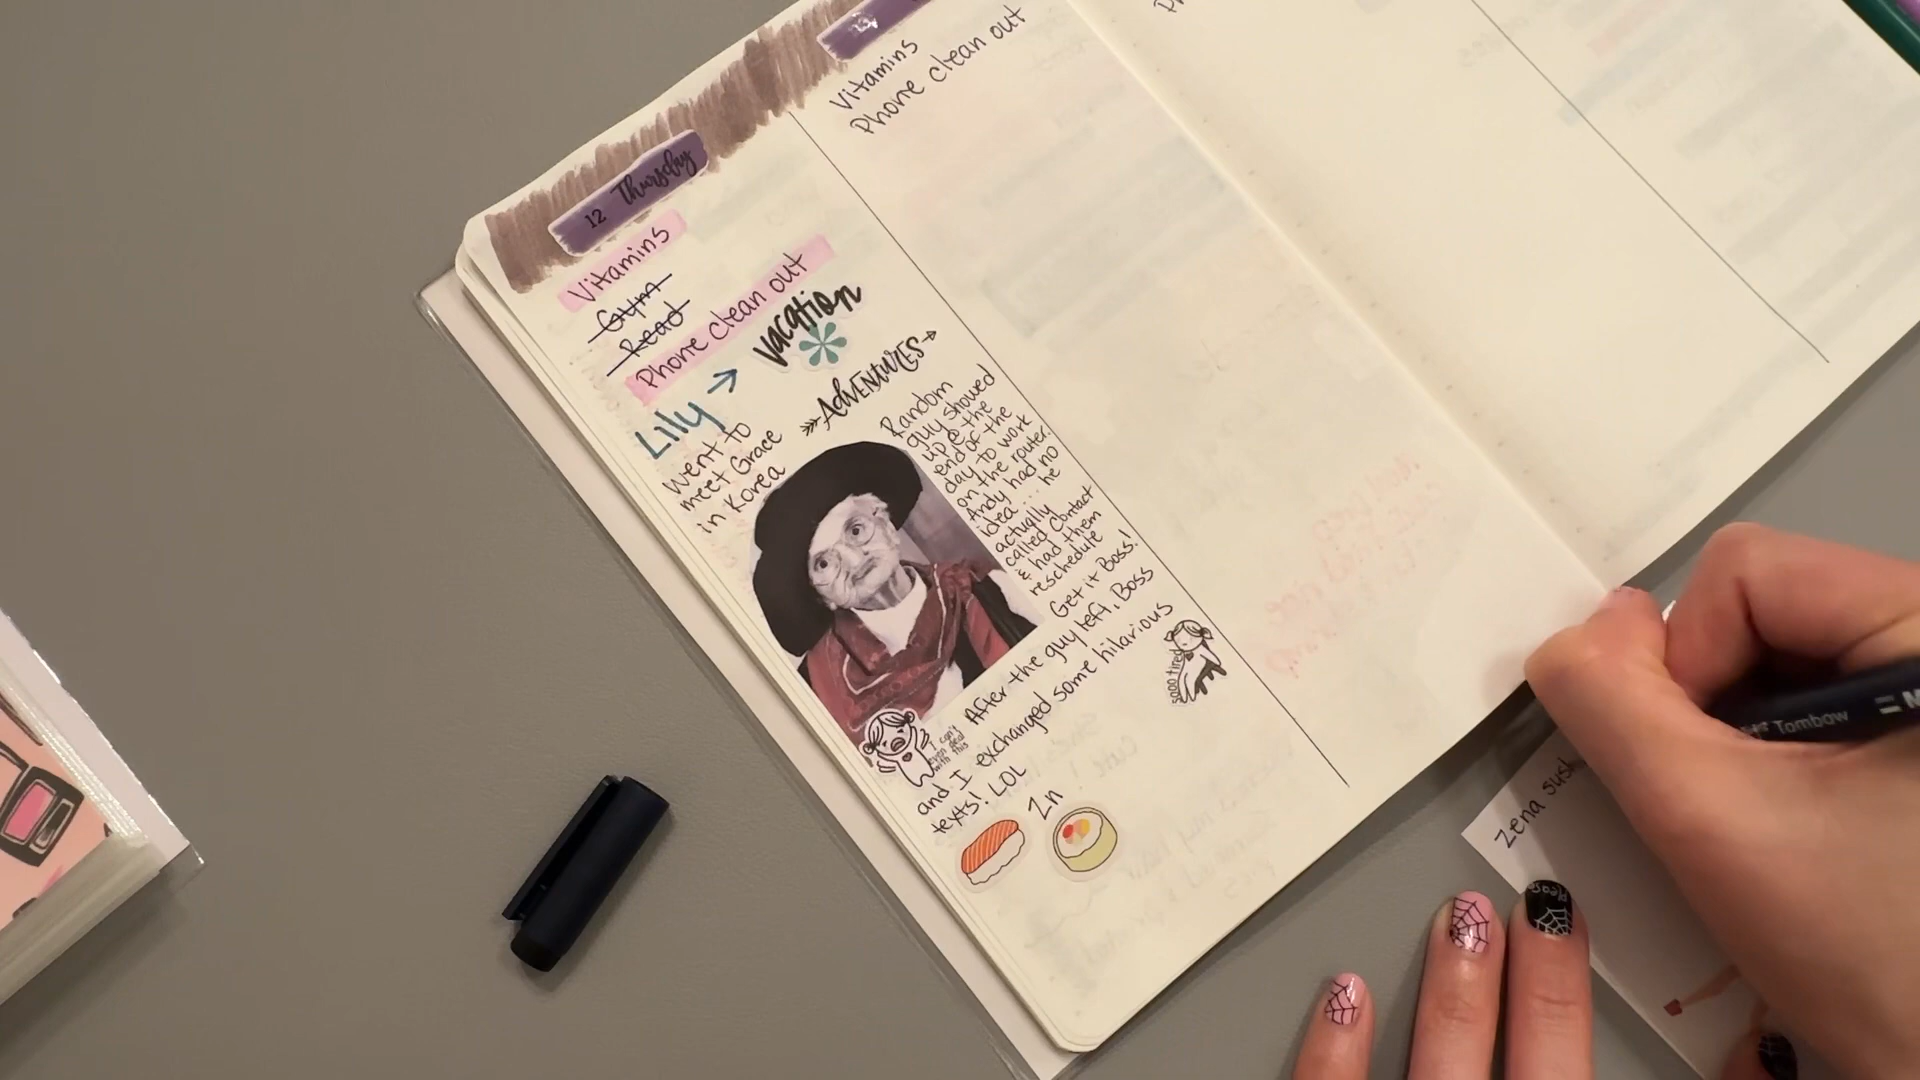 12 Thursday
Vitamins
Gym
Read
Phone clean out
Lily → vacation
ADVENTURES
went to
meet Grace
in Korea
Random
guy showed
up @ the
end of the
day to work
on the router.
Andy had no
idea... he
actually
called Contact
& had them
reschedule
Get it Boss!
After the guy left, Boss
and I exchanged some hilarious
texts! LOL
I can't
even deal
with this
sooo tired
Zn
Vitamins
Phone clean out
Zena
Tombow